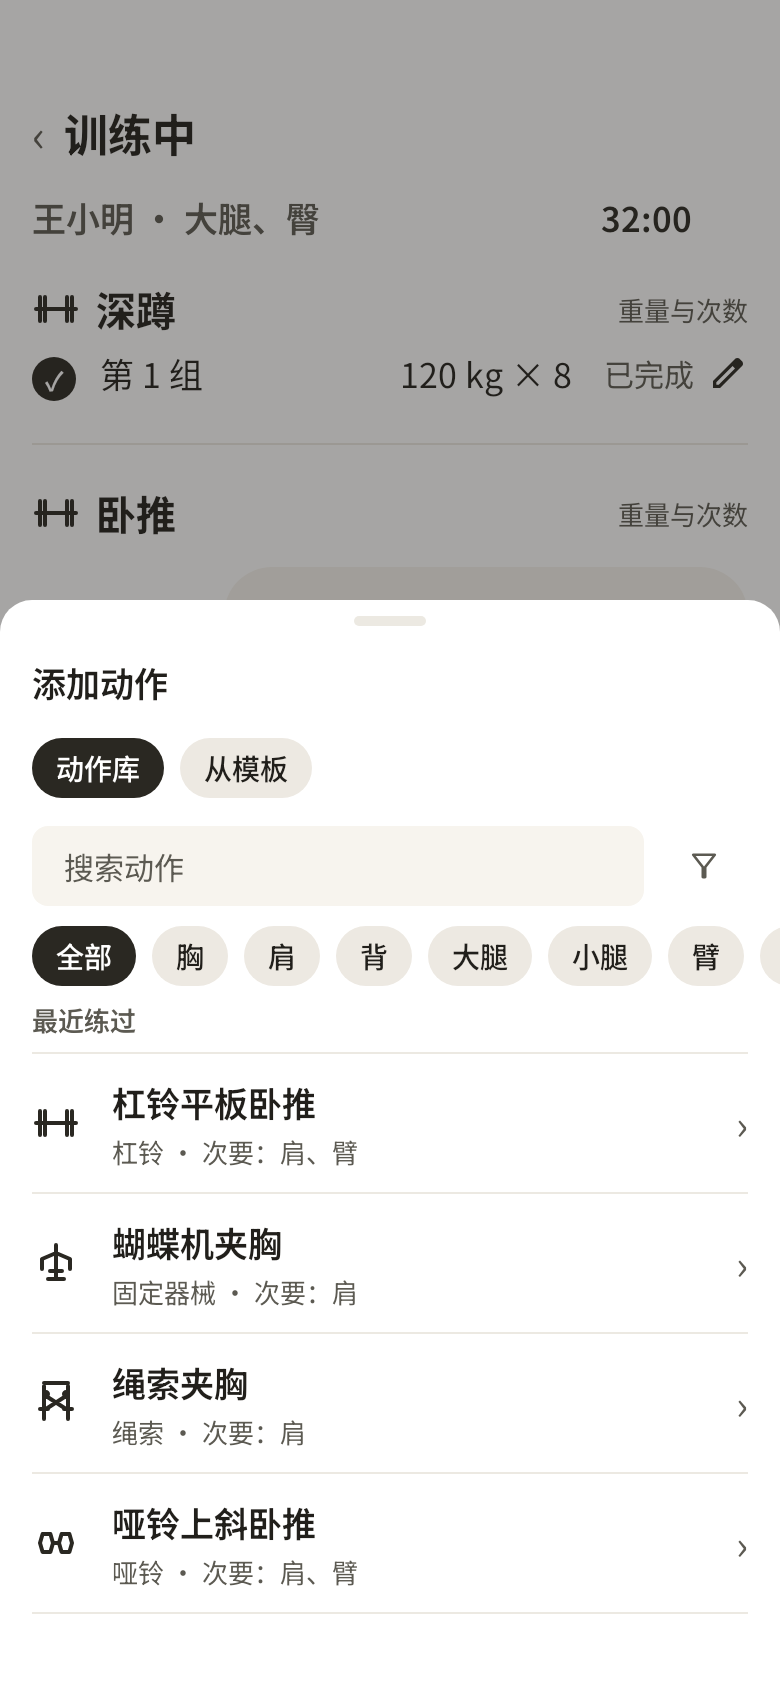 训练中
王小明 · 大腿、臀 32:00
深蹲 重量与次数
第 1 组 120 kg × 8 已完成
卧推 重量与次数
添加动作
动作库 从模板
搜索动作
全部 胸 肩 背 大腿 小腿 臂
最近练过
杠铃平板卧推
杠铃 · 次要：肩、臂
蝴蝶机夹胸
固定器械 · 次要：肩
绳索夹胸
绳索 · 次要：肩
哑铃上斜卧推
哑铃 · 次要：肩、臂